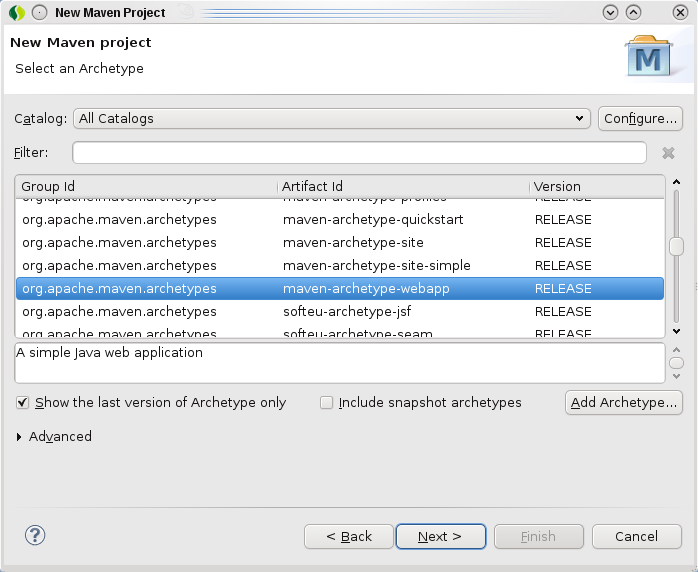 New Maven Project
New Maven project
Select an Archetype
M
Catalog: All Catalogs Configure...
Filter:
Group Id Artifact Id Version
org.apache.maven.archetypes maven-archetype-profiles RELEASE
org.apache.maven.archetypes maven-archetype-quickstart RELEASE
org.apache.maven.archetypes maven-archetype-site RELEASE
org.apache.maven.archetypes maven-archetype-site-simple RELEASE
org.apache.maven.archetypes maven-archetype-webapp RELEASE
org.apache.maven.archetypes softeu-archetype-jsf RELEASE
org.apache.maven.archetypes softeu-archetype-seam RELEASE
A simple Java web application
Show the last version of Archetype only Include snapshot archetypes Add Archetype...
Advanced
? < Back Next > Finish Cancel